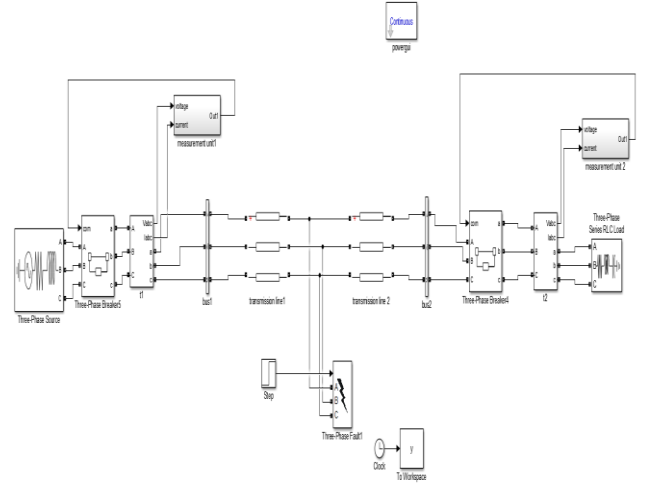 Continuous
powergui
voltage
current
Out1
measurement unit1
voltage
current
Out1
measurement unit 2
Three-Phase
Series RLC Load
A
B
C
Three-Phase Source
com
A
B
C
a
b
c
Three-Phase Breaker5
A
B
C
Vabc
Iabc
a
b
c
t1
bus1
transmission line1
transmission line 2
bus2
com
A
B
C
a
b
c
Three-Phase Breaker4
A
B
C
Vabc
Iabc
a
b
c
t2
A
B
C
Step
A
B
C
Three-Phase Fault1
Clock
y
To Workspace